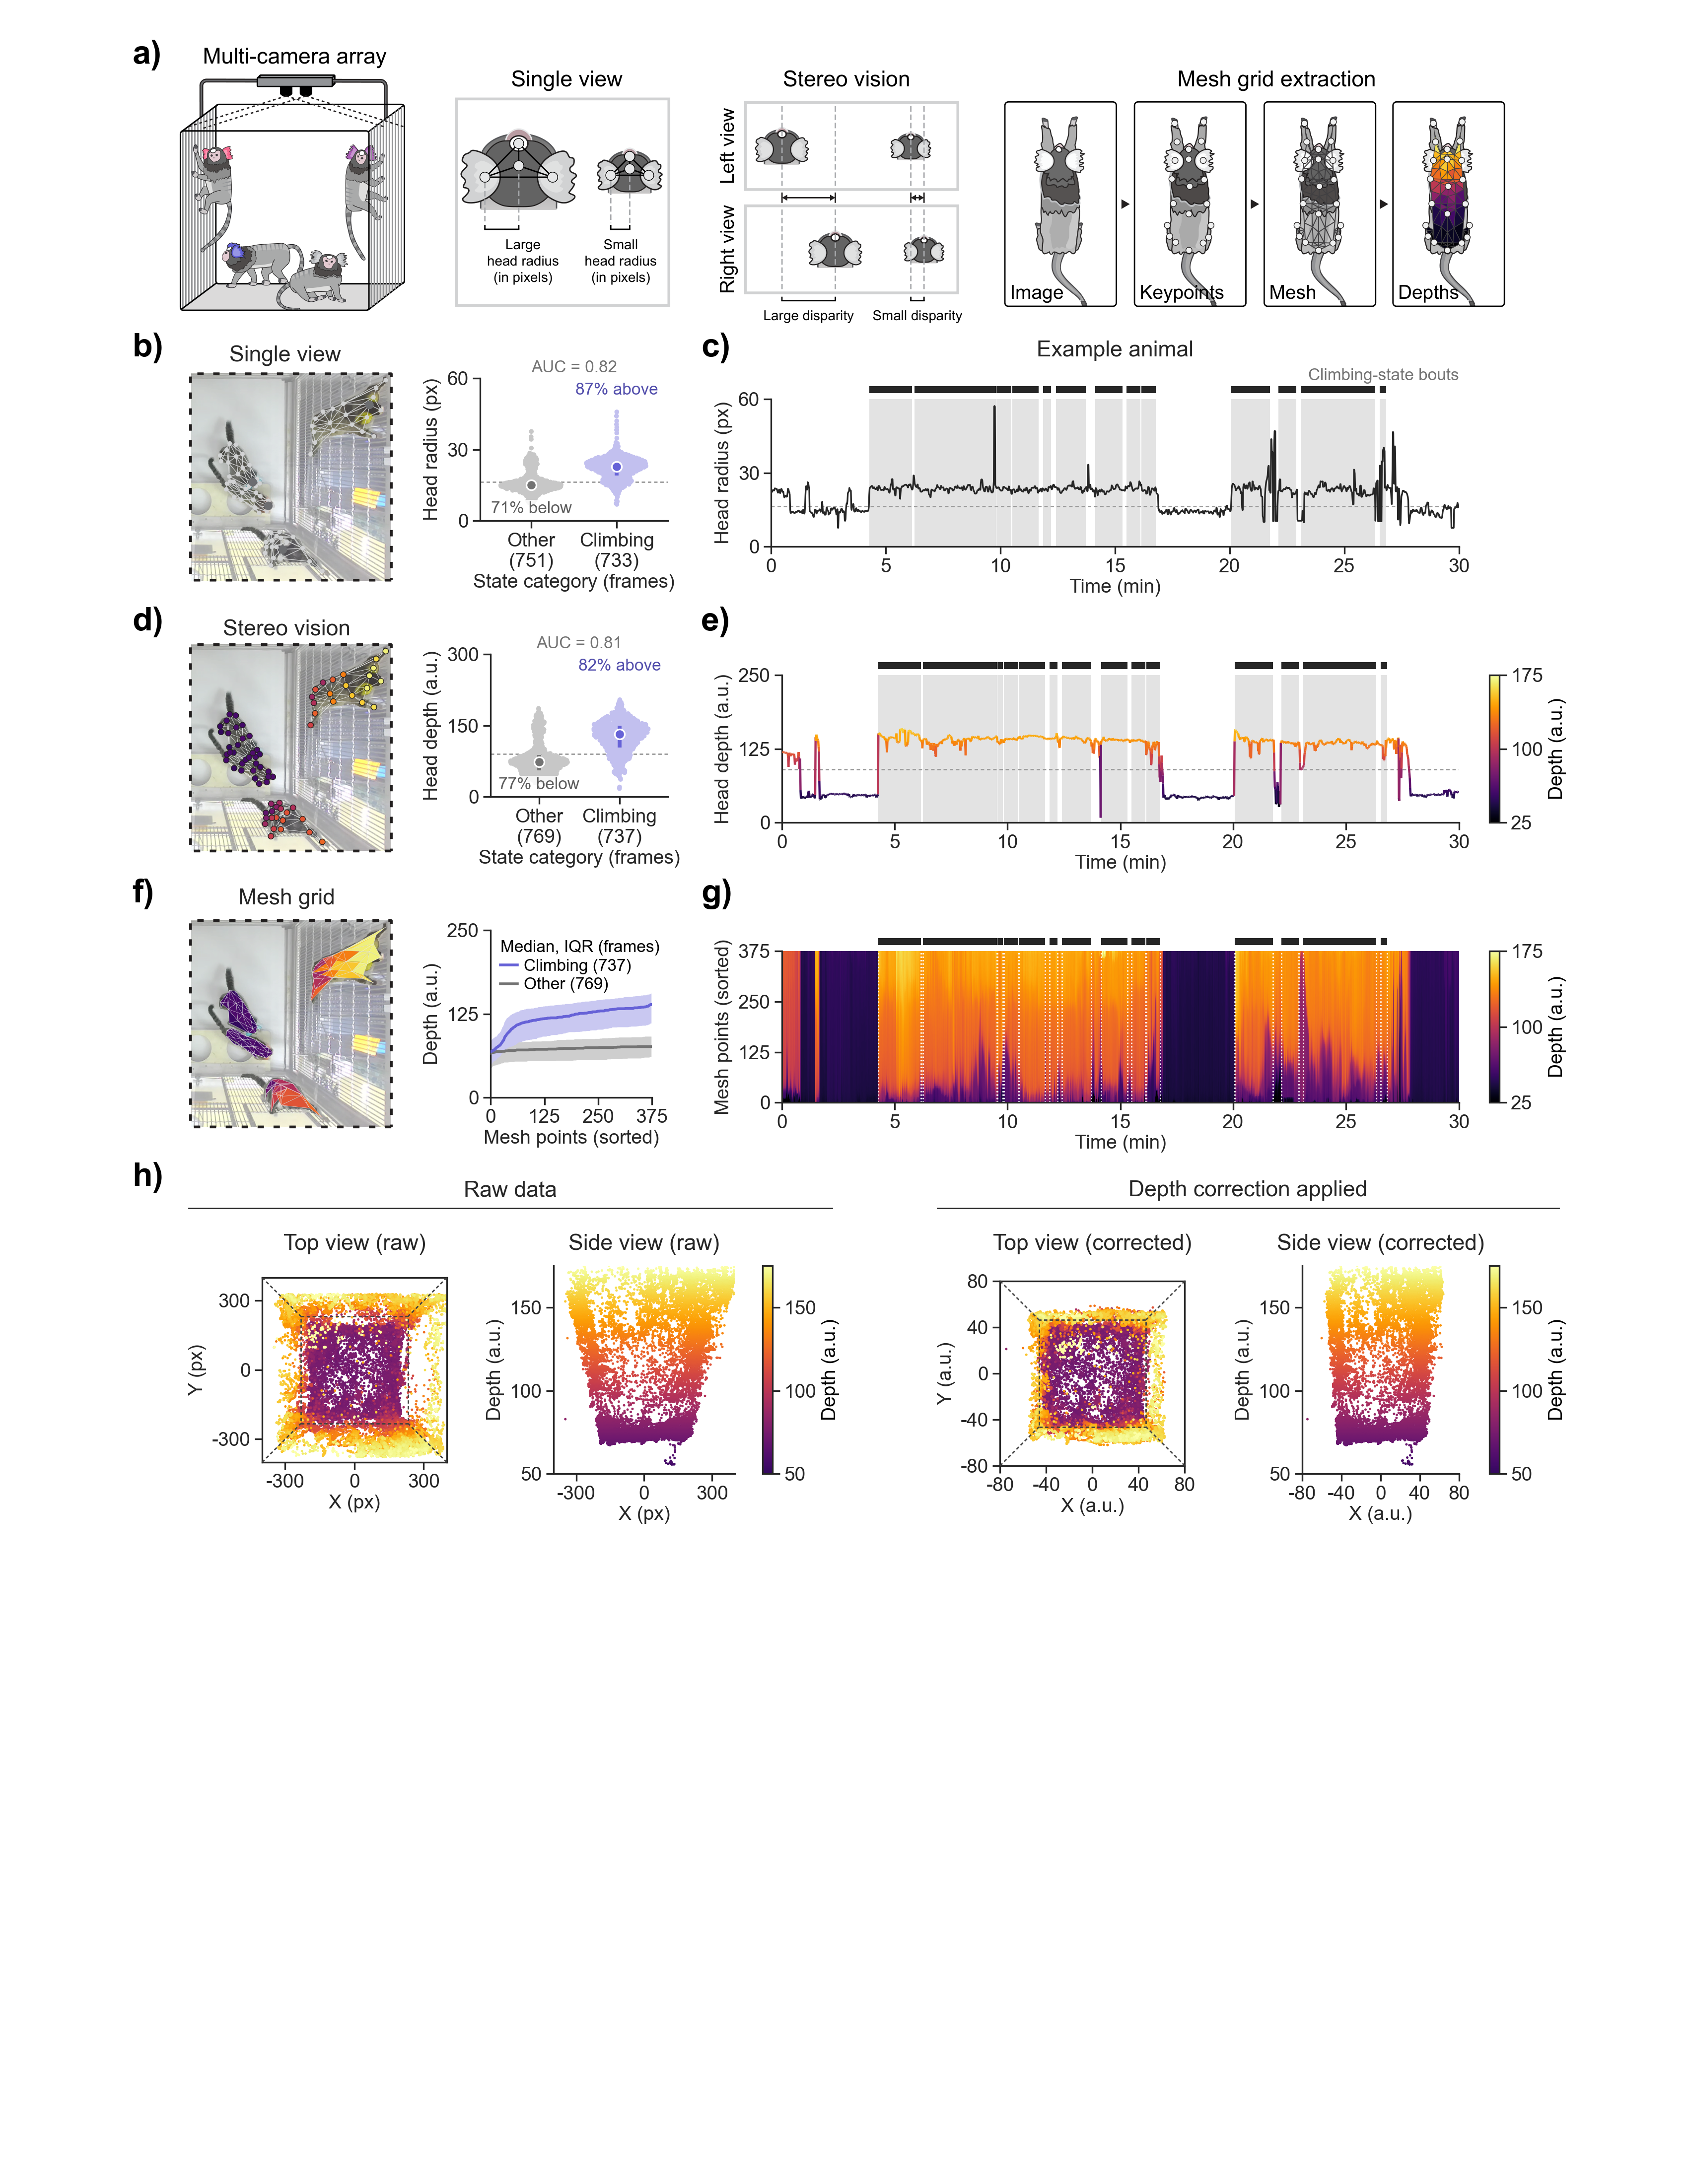 a)
Multi-camera array
Single view
Large
head radius
(in pixels)
Small
head radius
(in pixels)
Stereo vision
Left view
Right view
Large disparity
Small disparity
Mesh grid extraction
Image
Keypoints
Mesh
Depths
b)
Single view
Head radius (px)
60
30
0
AUC = 0.82
87% above
71% below
Other
(751)
Climbing
(733)
State category (frames)
c)
Example animal
Climbing-state bouts
Head radius (px)
60
30
0
0 5 10 15 20 25 30
Time (min)
d)
Stereo vision
Head depth (a.u.)
300
150
0
AUC = 0.81
82% above
77% below
Other
(769)
Climbing
(737)
State category (frames)
e)
Head depth (a.u.)
250
125
0
0 5 10 15 20 25 30
Time (min)
175
100
25
Depth (a.u.)
f)
Mesh grid
Depth (a.u.)
250
125
0
Median, IQR (frames)
Climbing (737)
Other (769)
0 125 250 375
Mesh points (sorted)
g)
Mesh points (sorted)
375
250
125
0
0 5 10 15 20 25 30
Time (min)
175
100
25
Depth (a.u.)
h)
Raw data
Top view (raw)
Y (px)
300
0
-300
-300 0 300
X (px)
Side view (raw)
Depth (a.u.)
150
100
50
-300 0 300
X (px)
150
100
50
Depth (a.u.)
Depth correction applied
Top view (corrected)
Y (a.u.)
80
40
0
-40
-80
-80 -40 0 40 80
X (a.u.)
Side view (corrected)
Depth (a.u.)
150
100
50
-80 -40 0 40 80
X (a.u.)
150
100
50
Depth (a.u.)